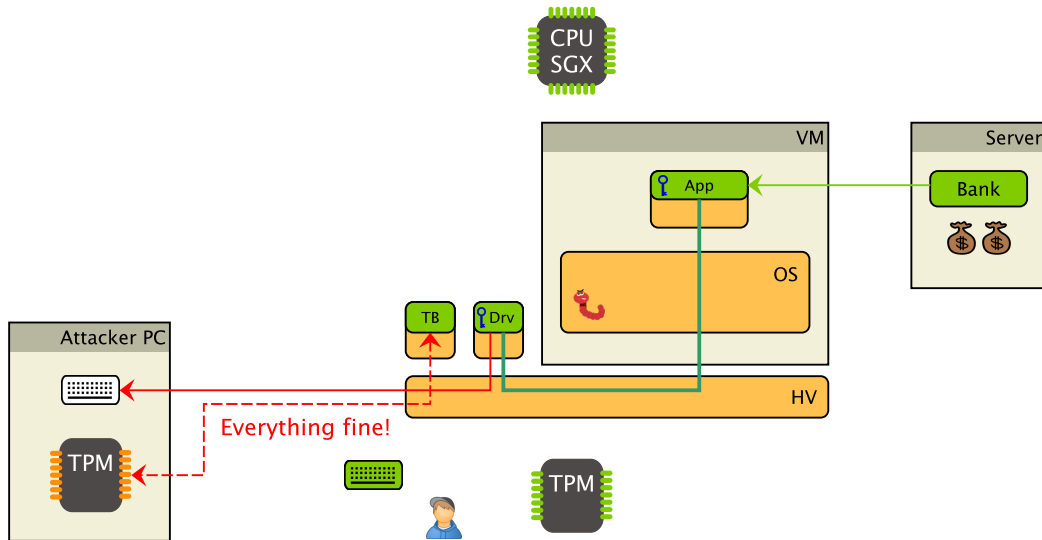 CPU
SGX
VM
Server
App
Bank
OS
TB
Drv
Attacker PC
HV
Everything fine!
TPM
TPM